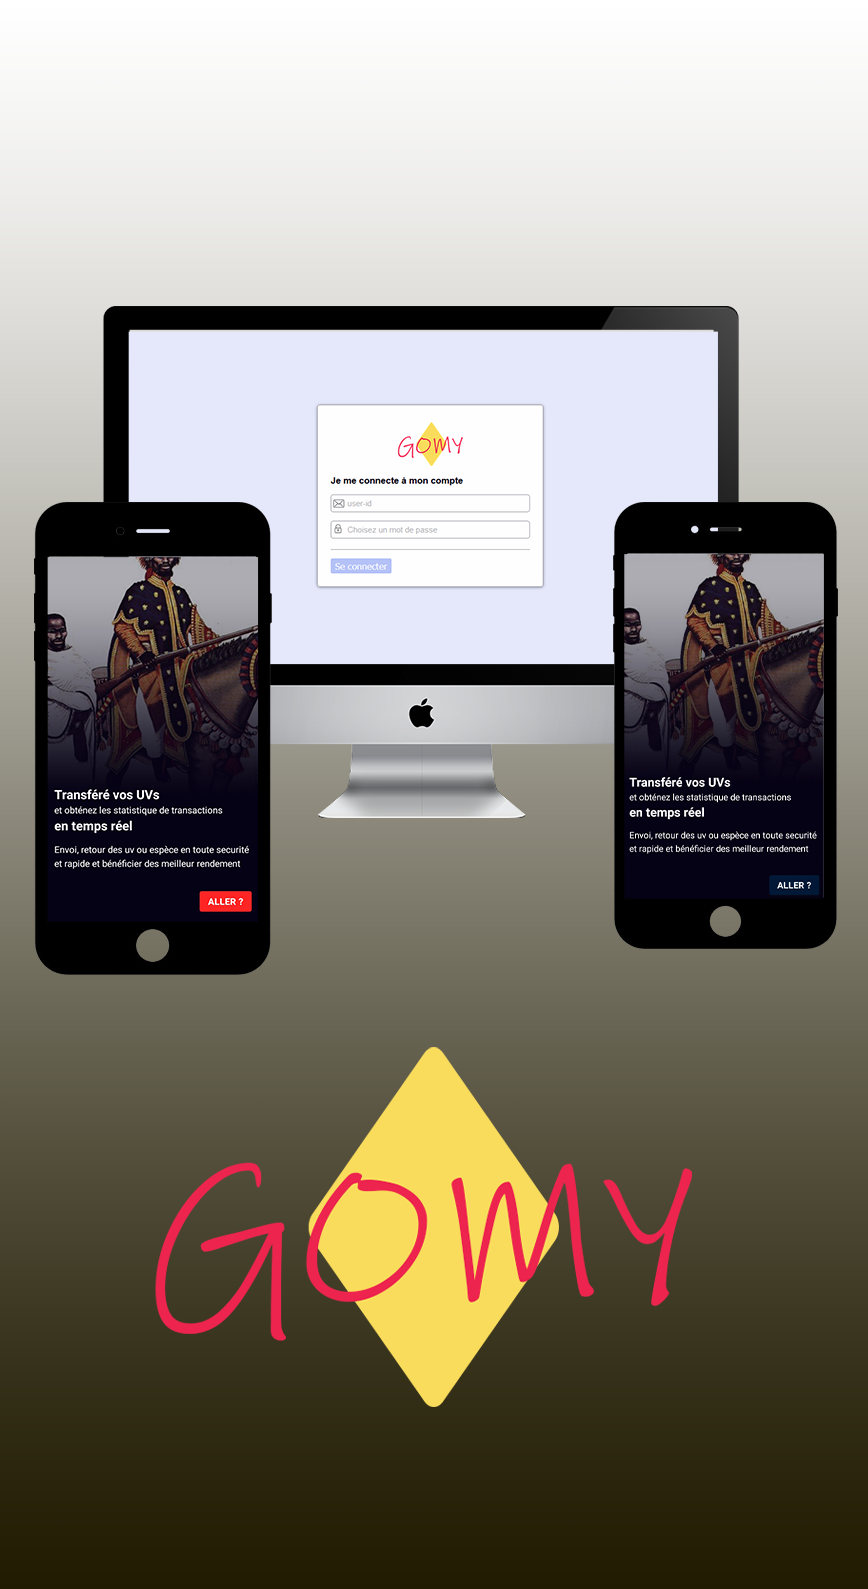 GOMY
Je me connecte à mon compte
user-id
Choisez un mot de passe
Se connecter
Transféré vos UVs
et obténez les statistique de transactions
en temps réel
Envoi, retour des uv ou espèce en toute securité
et rapide et bénéficier des meilleur rendement
ALLER ?
Transféré vos UVs
et obténez les statistique de transactions
en temps réel
Envoi, retour des uv ou espèce en toute securité
et rapide et bénéficier des meilleur rendement
ALLER ?
GOMY